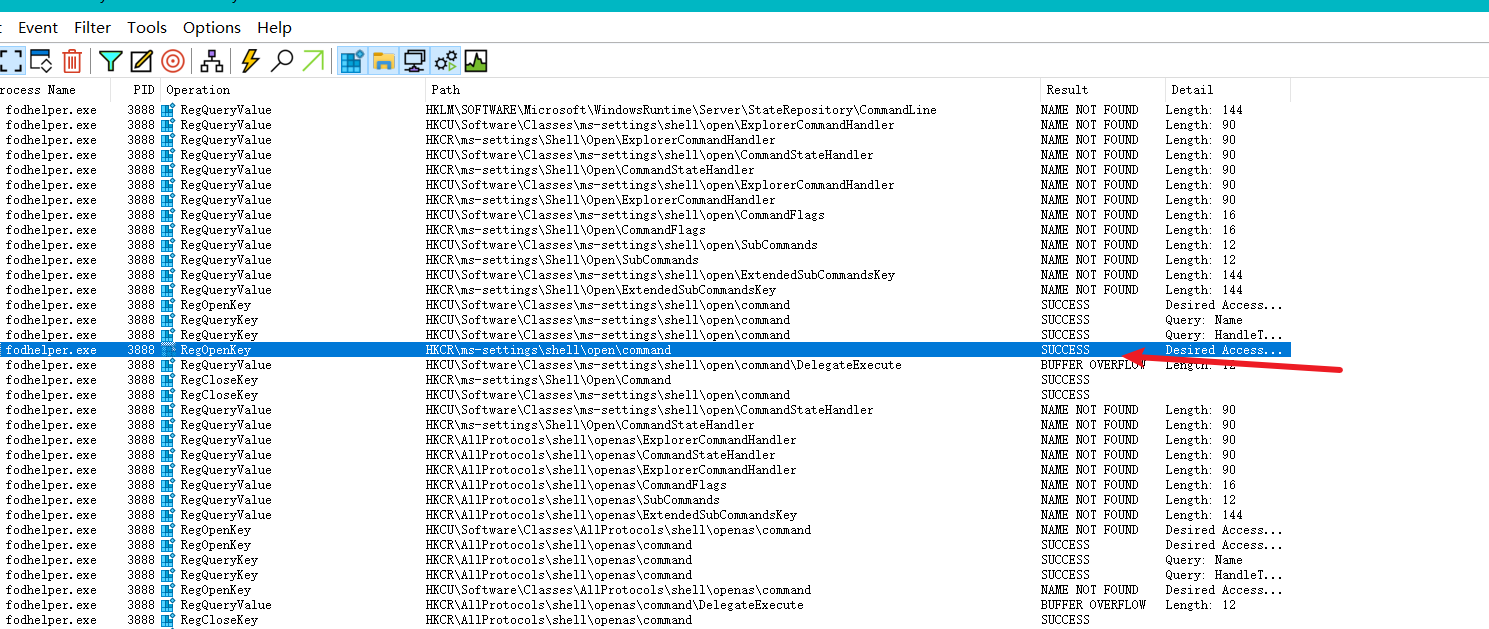 Event Filter Tools Options Help
rocess Name PID Operation Path Result Detail
fodhelper.exe 3888 RegQueryValue HKLM\SOFTWARE\Microsoft\WindowsRuntime\Server\StateRepository\CommandLine NAME NOT FOUND Length: 144
fodhelper.exe 3888 RegQueryValue HKCU\Software\Classes\ms-settings\shell\open\ExplorerCommandHandler NAME NOT FOUND Length: 90
fodhelper.exe 3888 RegQueryValue HKCR\ms-settings\Shell\Open\ExplorerCommandHandler NAME NOT FOUND Length: 90
fodhelper.exe 3888 RegQueryValue HKCU\Software\Classes\ms-settings\shell\open\CommandStateHandler NAME NOT FOUND Length: 90
fodhelper.exe 3888 RegQueryValue HKCR\ms-settings\Shell\Open\CommandStateHandler NAME NOT FOUND Length: 90
fodhelper.exe 3888 RegQueryValue HKCU\Software\Classes\ms-settings\shell\open\ExplorerCommandHandler NAME NOT FOUND Length: 90
fodhelper.exe 3888 RegQueryValue HKCR\ms-settings\Shell\Open\ExplorerCommandHandler NAME NOT FOUND Length: 90
fodhelper.exe 3888 RegQueryValue HKCU\Software\Classes\ms-settings\shell\open\CommandFlags NAME NOT FOUND Length: 16
fodhelper.exe 3888 RegQueryValue HKCR\ms-settings\Shell\Open\CommandFlags NAME NOT FOUND Length: 16
fodhelper.exe 3888 RegQueryValue HKCU\Software\Classes\ms-settings\shell\open\SubCommands NAME NOT FOUND Length: 12
fodhelper.exe 3888 RegQueryValue HKCR\ms-settings\Shell\Open\SubCommands NAME NOT FOUND Length: 12
fodhelper.exe 3888 RegQueryValue HKCU\Software\Classes\ms-settings\shell\open\ExtendedSubCommandsKey NAME NOT FOUND Length: 144
fodhelper.exe 3888 RegQueryValue HKCR\ms-settings\Shell\Open\ExtendedSubCommandsKey NAME NOT FOUND Length: 144
fodhelper.exe 3888 RegOpenKey HKCU\Software\Classes\ms-settings\shell\open\command SUCCESS Desired Access...
fodhelper.exe 3888 RegQueryKey HKCU\Software\Classes\ms-settings\shell\open\command SUCCESS Query: Name
fodhelper.exe 3888 RegQueryKey HKCU\Software\Classes\ms-settings\shell\open\command SUCCESS Query: HandleT...
fodhelper.exe 3888 RegOpenKey HKCR\ms-settings\shell\open\command SUCCESS Desired Access...
fodhelper.exe 3888 RegQueryValue HKCU\Software\Classes\ms-settings\shell\open\command\DelegateExecute BUFFER OVERFLOW Length: 12
fodhelper.exe 3888 RegCloseKey HKCR\ms-settings\Shell\Open\Command SUCCESS
fodhelper.exe 3888 RegCloseKey HKCU\Software\Classes\ms-settings\shell\open\command SUCCESS
fodhelper.exe 3888 RegQueryValue HKCU\Software\Classes\ms-settings\shell\open\CommandStateHandler NAME NOT FOUND Length: 90
fodhelper.exe 3888 RegQueryValue HKCR\ms-settings\Shell\Open\CommandStateHandler NAME NOT FOUND Length: 90
fodhelper.exe 3888 RegQueryValue HKCR\AllProtocols\shell\openas\ExplorerCommandHandler NAME NOT FOUND Length: 90
fodhelper.exe 3888 RegQueryValue HKCR\AllProtocols\shell\openas\CommandStateHandler NAME NOT FOUND Length: 90
fodhelper.exe 3888 RegQueryValue HKCR\AllProtocols\shell\openas\ExplorerCommandHandler NAME NOT FOUND Length: 90
fodhelper.exe 3888 RegQueryValue HKCR\AllProtocols\shell\openas\CommandFlags NAME NOT FOUND Length: 16
fodhelper.exe 3888 RegQueryValue HKCR\AllProtocols\shell\openas\SubCommands NAME NOT FOUND Length: 12
fodhelper.exe 3888 RegQueryValue HKCR\AllProtocols\shell\openas\ExtendedSubCommandsKey NAME NOT FOUND Length: 144
fodhelper.exe 3888 RegOpenKey HKCU\Software\Classes\AllProtocols\shell\openas\command NAME NOT FOUND Desired Access...
fodhelper.exe 3888 RegOpenKey HKCR\AllProtocols\shell\openas\command SUCCESS Desired Access...
fodhelper.exe 3888 RegQueryKey HKCR\AllProtocols\shell\openas\command SUCCESS Query: Name
fodhelper.exe 3888 RegQueryKey HKCR\AllProtocols\shell\openas\command SUCCESS Query: HandleT...
fodhelper.exe 3888 RegOpenKey HKCU\Software\Classes\AllProtocols\shell\openas\command NAME NOT FOUND Desired Access...
fodhelper.exe 3888 RegQueryValue HKCR\AllProtocols\shell\openas\command\DelegateExecute BUFFER OVERFLOW Length: 12
fodhelper.exe 3888 RegCloseKey HKCR\AllProtocols\shell\openas\command SUCCESS